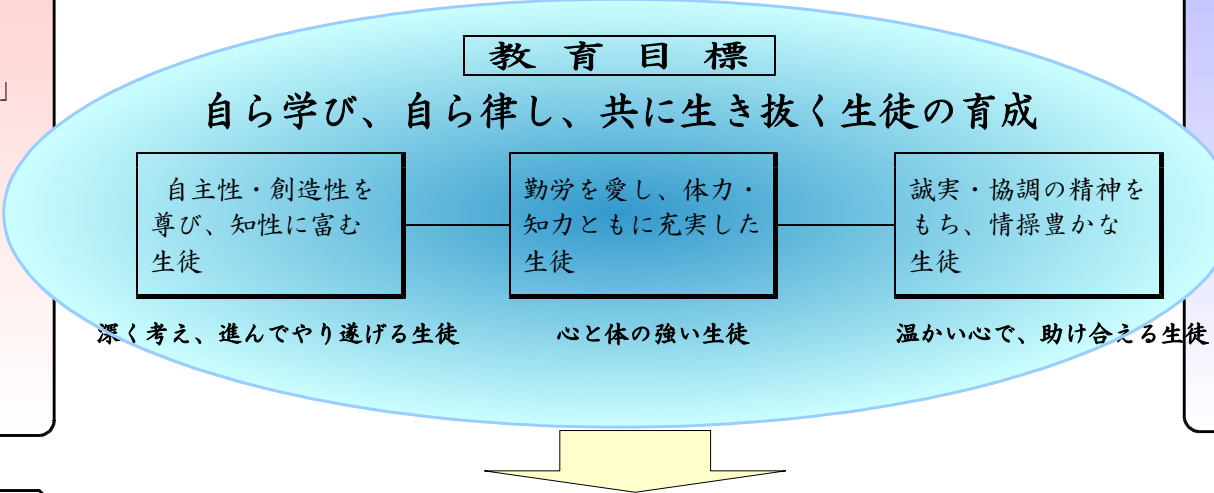 」
教育目標
自ら学び、自ら律し、共に生き抜く生徒の育成
自主性・創造性を
尊び、知性に富む
生徒
勤労を愛し、体力・
知力ともに充実した
生徒
誠実・協調の精神を
もち、情操豊かな
生徒
深く考え、進んでやり遂げる生徒
心と体の強い生徒
温かい心で、助け合える生徒